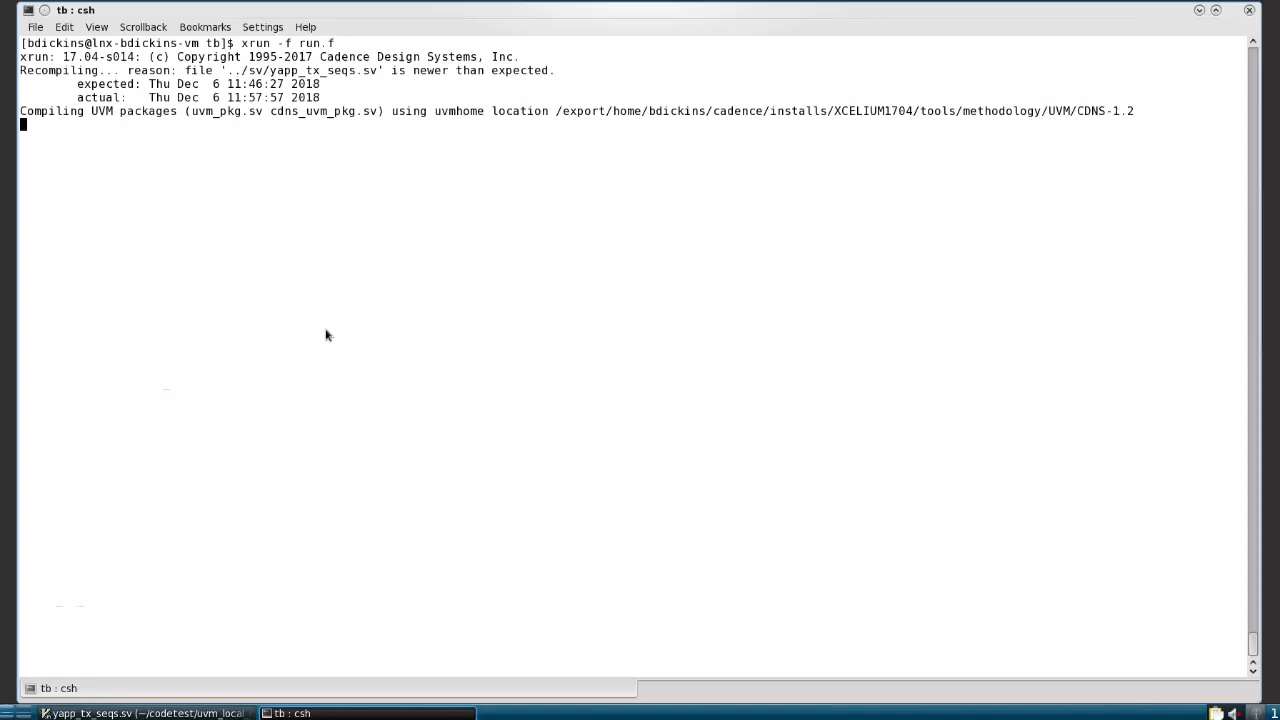 tb : csh
File Edit View Scrollback Bookmarks Settings Help
[bdickins@lnx-bdickins-vm tb]$ xrun -f run.f
xrun: 17.04-s014: (c) Copyright 1995-2017 Cadence Design Systems, Inc.
Recompiling... reason: file '../sv/yapp_tx_seqs.sv' is newer than expected.
expected: Thu Dec  6 11:46:27 2018
actual:   Thu Dec  6 11:57:57 2018
Compiling UVM packages (uvm_pkg.sv cdns_uvm_pkg.sv) using uvmhome location /export/home/bdickins/cadence/installs/XCELIUM1704/tools/methodology/UVM/CDNS-1.2
tb : csh
yapp_tx_seqs.sv (~/codetest/uvm_local
tb : csh
1